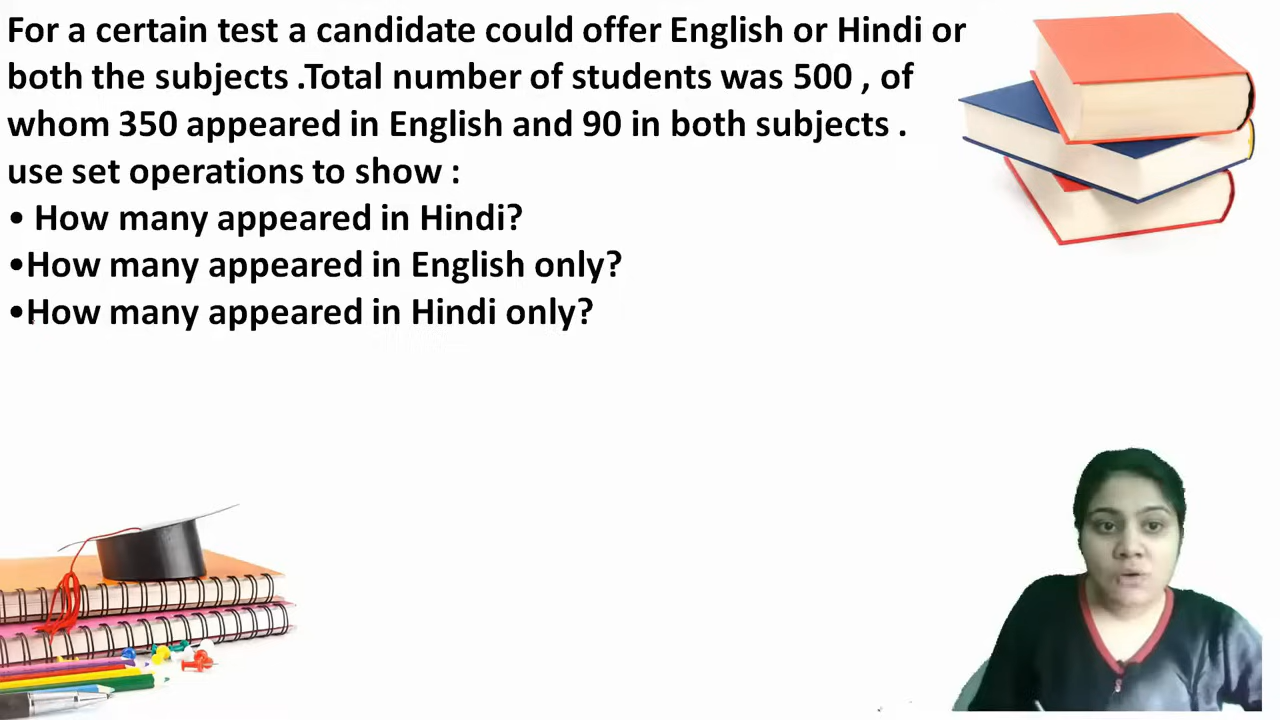 For a certain test a candidate could offer English or Hindi or
both the subjects .Total number of students was 500 , of
whom 350 appeared in English and 90 in both subjects .
use set operations to show :
• How many appeared in Hindi?
•How many appeared in English only?
•How many appeared in Hindi only?